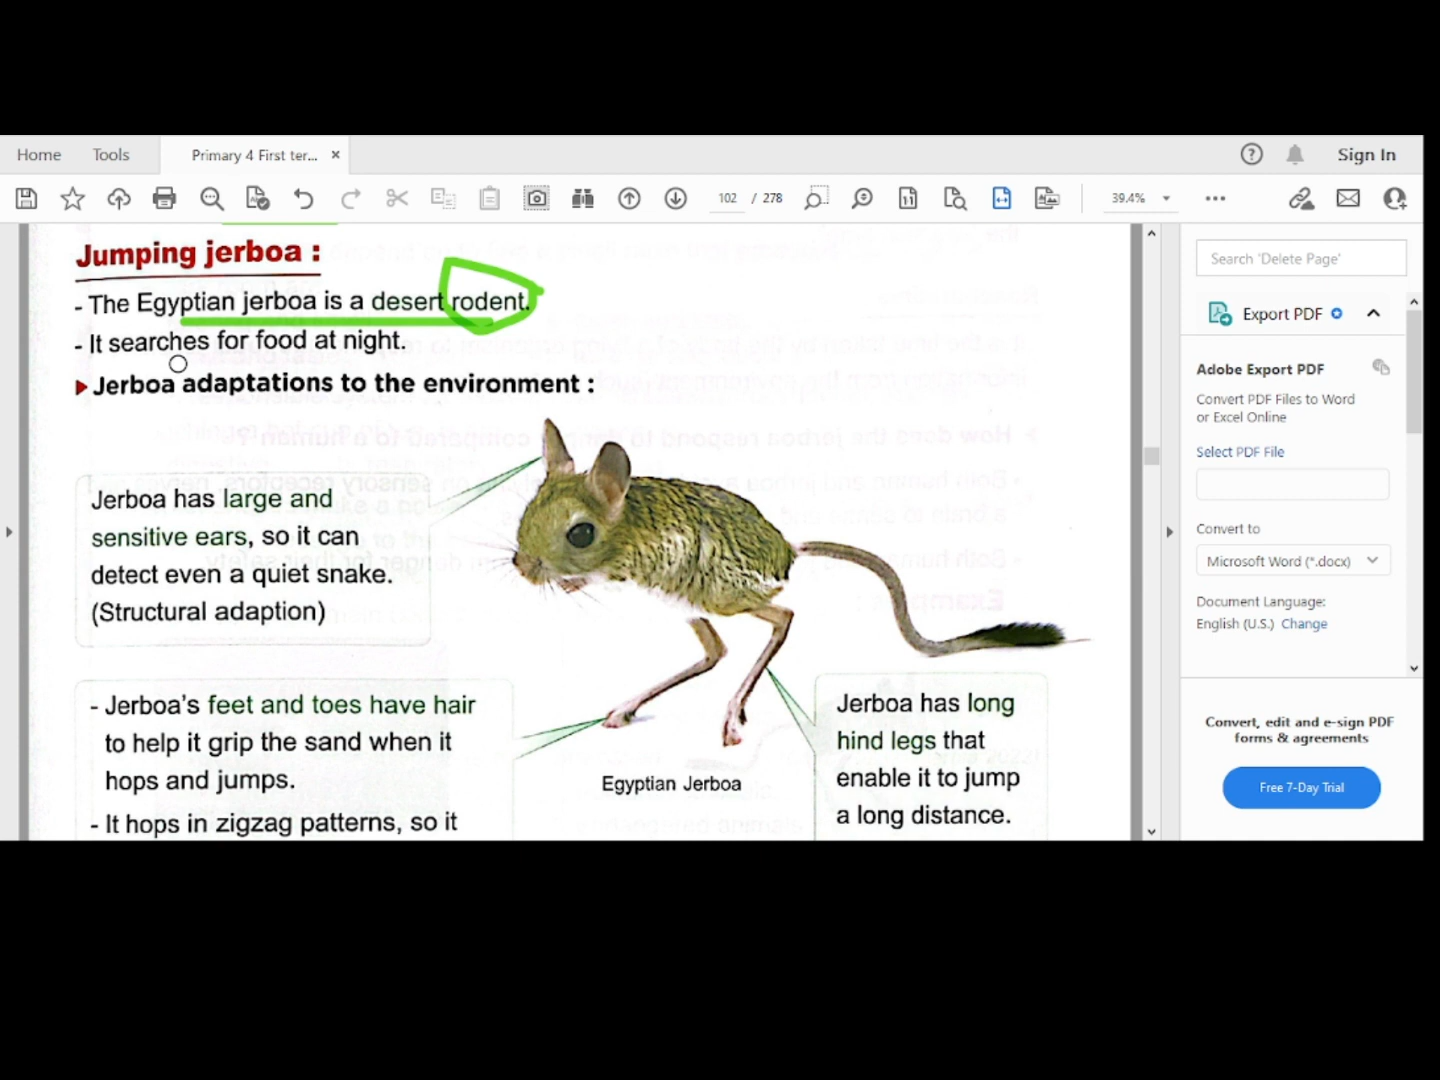 Home Tools Primary 4 First ter... × Sign In
102 / 278 39.4%
Jumping jerboa :
- The Egyptian jerboa is a desert rodent.
- It searches for food at night.
Jerboa adaptations to the environment :
Jerboa has large and
sensitive ears, so it can
detect even a quiet snake.
(Structural adaption)
- Jerboa's feet and toes have hair
to help it grip the sand when it
hops and jumps.
- It hops in zigzag patterns, so it
Egyptian Jerboa
Jerboa has long
hind legs that
enable it to jump
a long distance.
Search 'Delete Page'
Export PDF
Adobe Export PDF
Convert PDF Files to Word
or Excel Online
Select PDF File
Convert to
Microsoft Word (*.docx)
Document Language:
English (U.S.) Change
Convert, edit and e-sign PDF
forms & agreements
Free 7-Day Trial